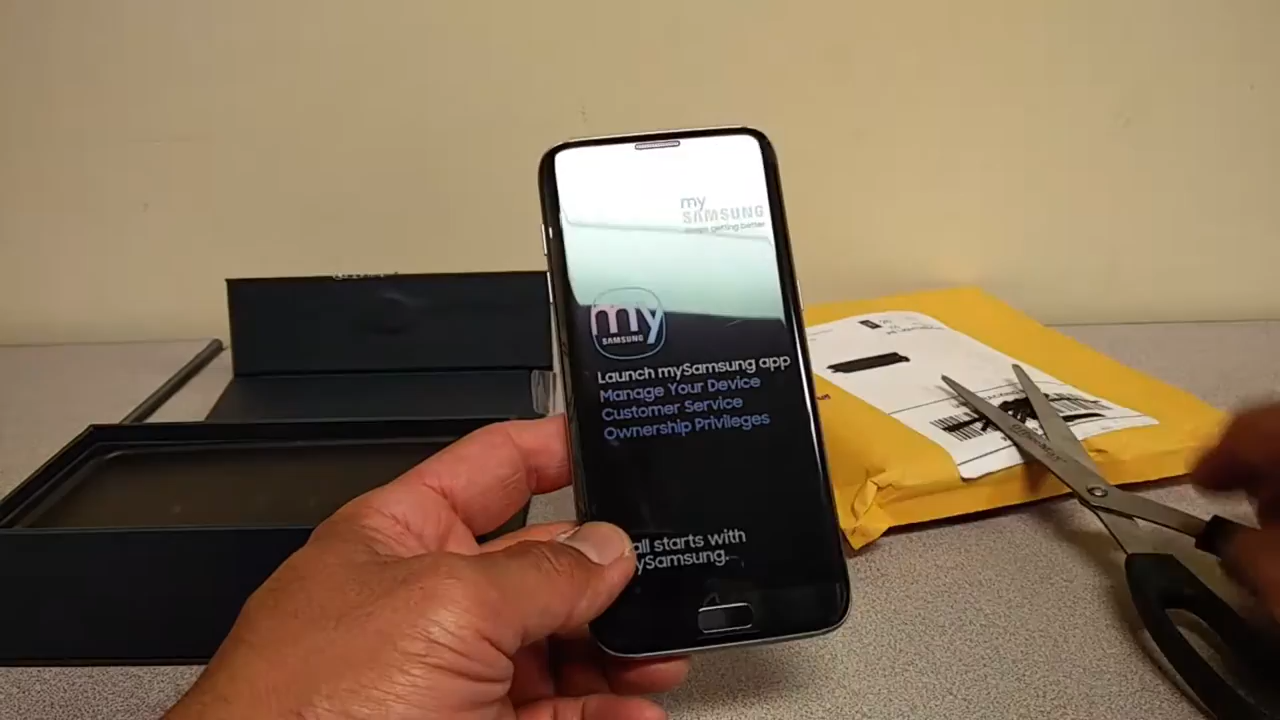 my
SAMSUNG
getting better
my
SAMSUNG
Launch mySamsung app
Manage Your Device
Customer Service
Ownership Privileges
all starts with
ySamsung.